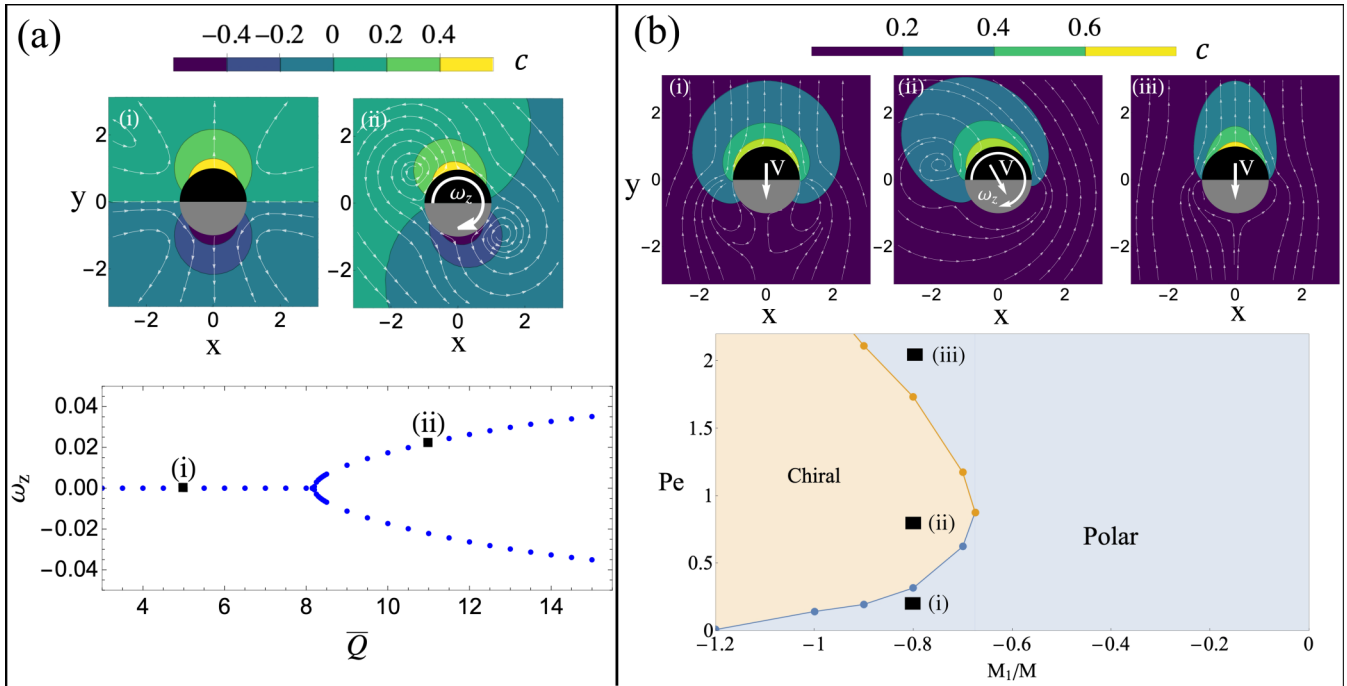 (a)
−0.4 −0.2 0 0.2 0.4
c
(i)
(ii)
2
0
−2
y
ω_z
−2 0 2
−2 0 2
x
x
0.04
0.02
0.00
−0.02
−0.04
ω_z
(i)
(ii)
4 6 8 10 12 14
Q̅
(b)
0.2 0.4 0.6
c
(i)
(ii)
(iii)
2
0
−2
y
V
V
ω_z
V
−2 0 2
−2 0 2
−2 0 2
x
x
x
2
1.5
1
0.5
0
Pe
Chiral
Polar
(iii)
(ii)
(i)
−1.2 −1 −0.8 −0.6 −0.4 −0.2 0
M₁/M